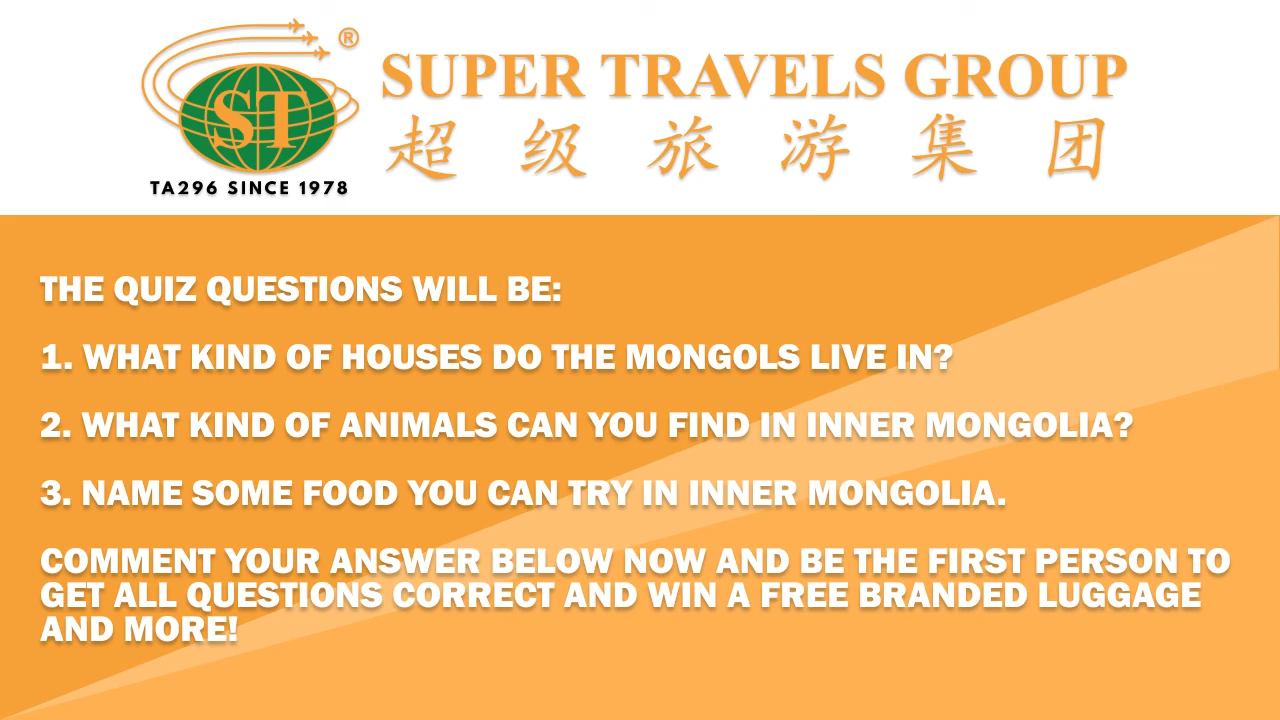 ®
SUPER TRAVELS GROUP
ST
超级旅游集团
TA296 SINCE 1978
THE QUIZ QUESTIONS WILL BE:
1. WHAT KIND OF HOUSES DO THE MONGOLS LIVE IN?
2. WHAT KIND OF ANIMALS CAN YOU FIND IN INNER MONGOLIA?
3. NAME SOME FOOD YOU CAN TRY IN INNER MONGOLIA.
COMMENT YOUR ANSWER BELOW NOW AND BE THE FIRST PERSON TO
GET ALL QUESTIONS CORRECT AND WIN A FREE BRANDED LUGGAGE
AND MORE!